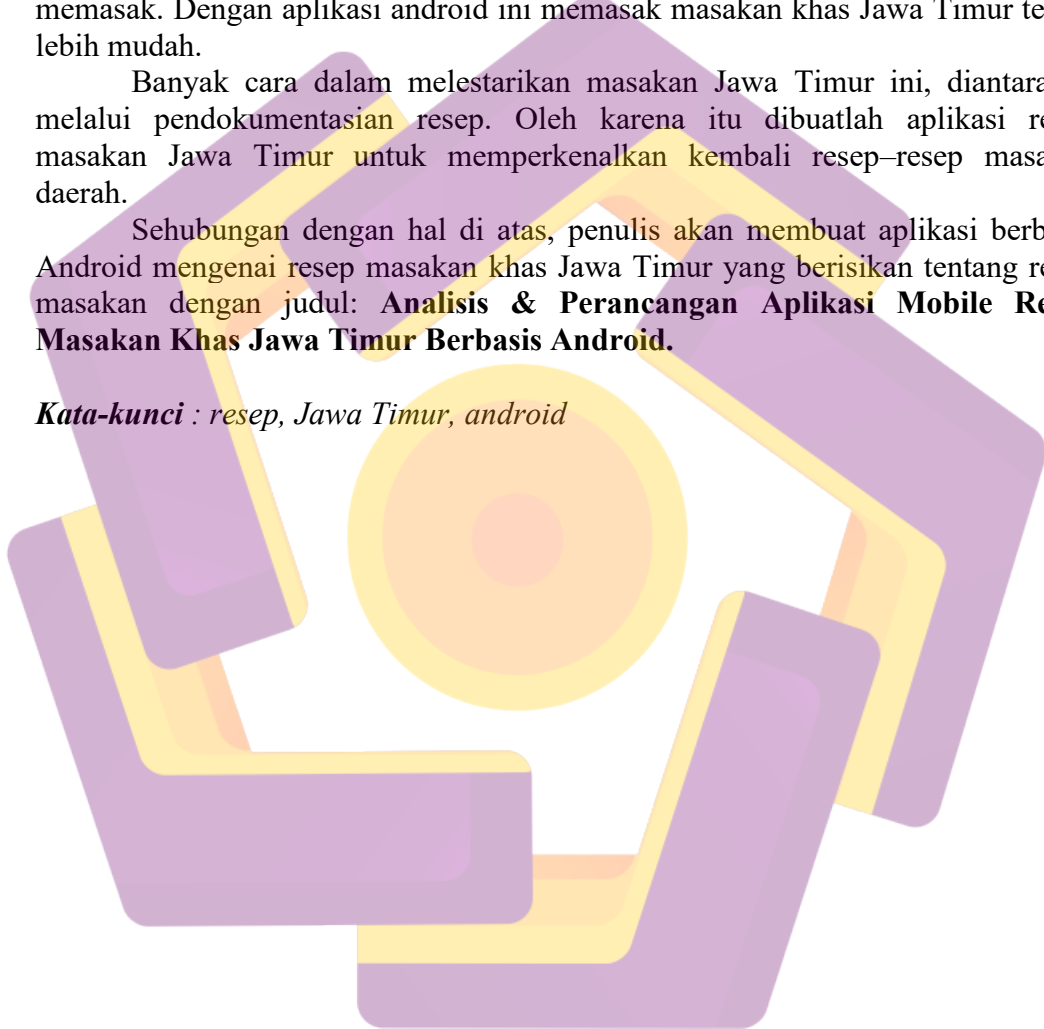 memasak. Dengan aplikasi android ini memasak masakan khas Jawa Timur te
lebih mudah.
Banyak cara dalam melestarikan masakan Jawa Timur ini, diantara
melalui pendokumentasian resep. Oleh karena itu dibuatlah aplikasi re
masakan Jawa Timur untuk memperkenalkan kembali resep–resep masa
daerah.
Sehubungan dengan hal di atas, penulis akan membuat aplikasi berb
Android mengenai resep masakan khas Jawa Timur yang berisikan tentang re
masakan dengan judul: Analisis & Perancangan Aplikasi Mobile Re
Masakan Khas Jawa Timur Berbasis Android.
Kata-kunci : resep, Jawa Timur, android